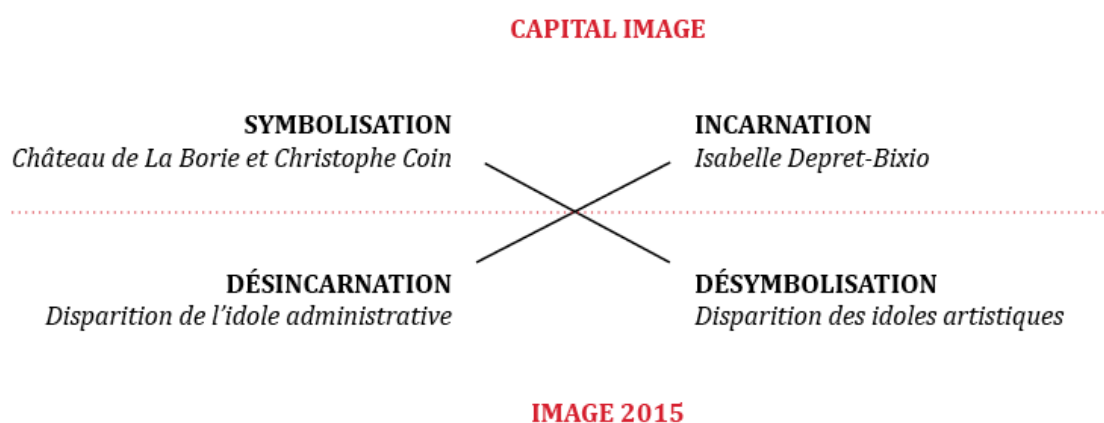 CAPITAL IMAGE
SYMBOLISATION
Château de La Borie et Christophe Coin
INCARNATION
Isabelle Depret-Bixio
DÉSINCARNATION
Disparition de l’idole administrative
DÉSYMBOLISATION
Disparition des idoles artistiques
IMAGE 2015